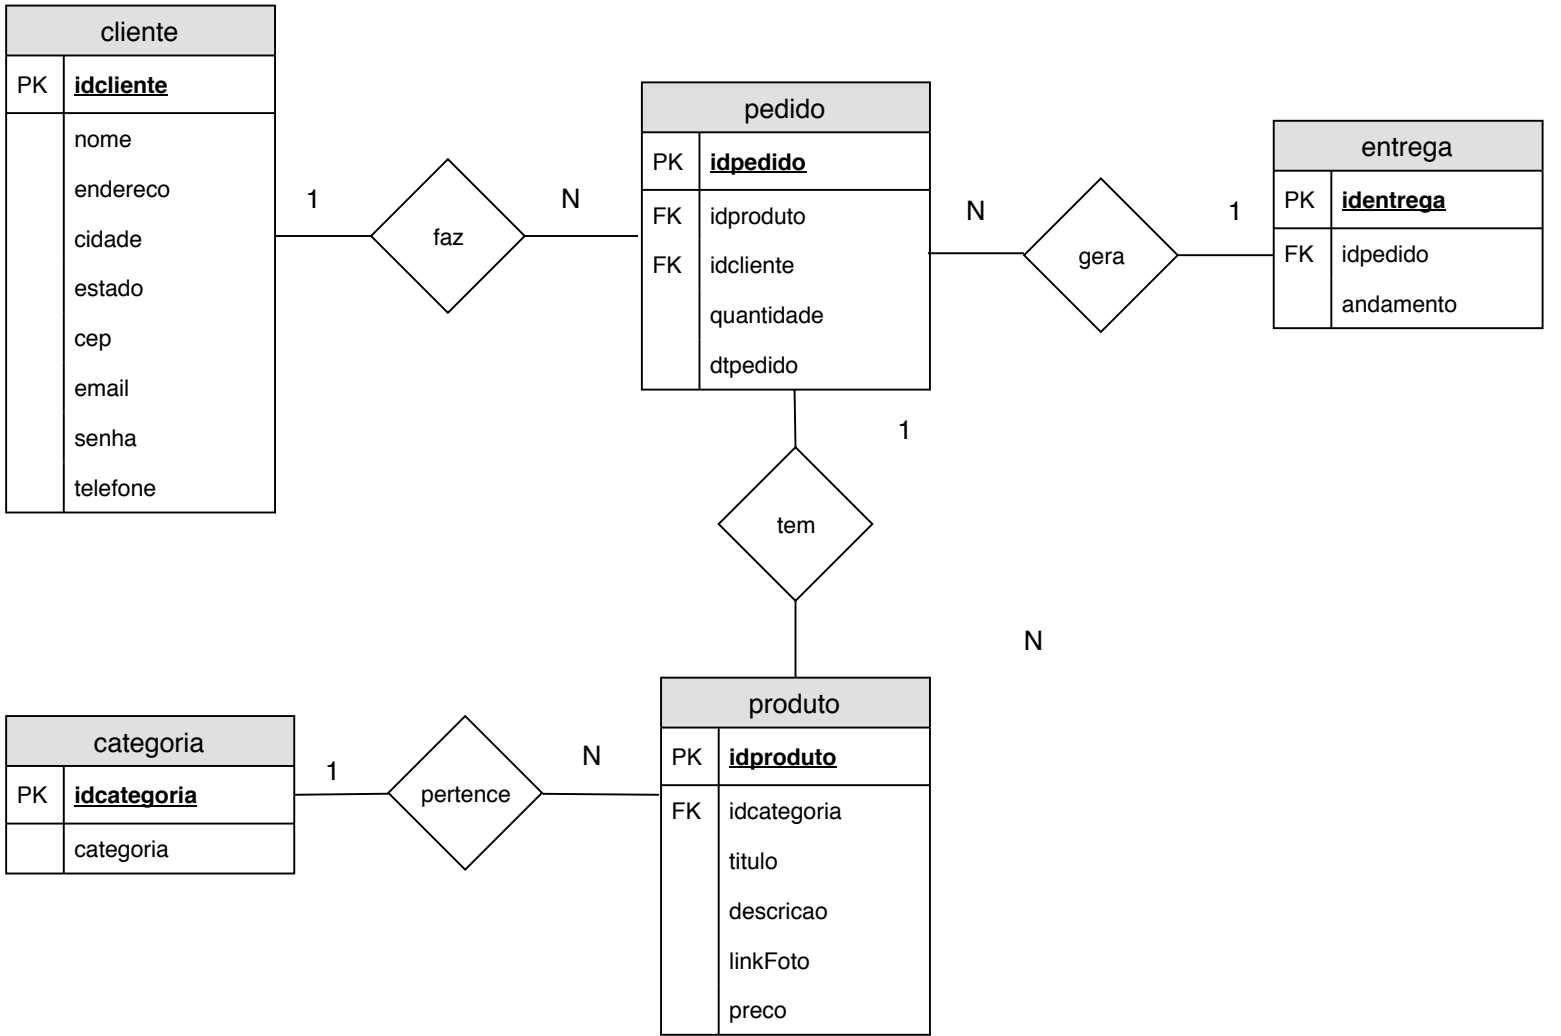 cliente
PK idcliente
nome
endereco
cidade
estado
cep
email
senha
telefone
1
faz
N
pedido
PK idpedido
FK idproduto
FK idcliente
quantidade
dtpedido
N
gera
1
entrega
PK identrega
FK idpedido
andamento
1
tem
N
categoria
PK idcategoria
categoria
1
pertence
N
produto
PK idproduto
FK idcategoria
titulo
descricao
linkFoto
preco